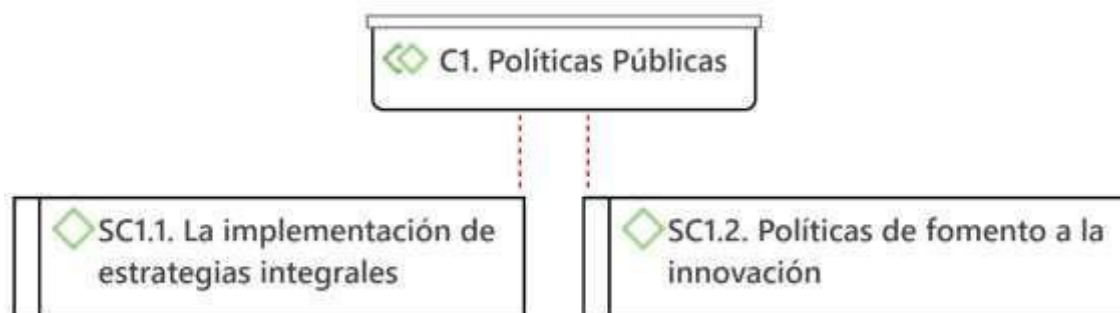 C1. Políticas Públicas
SC1.1. La implementación de
estrategias integrales
SC1.2. Políticas de fomento a la
innovación